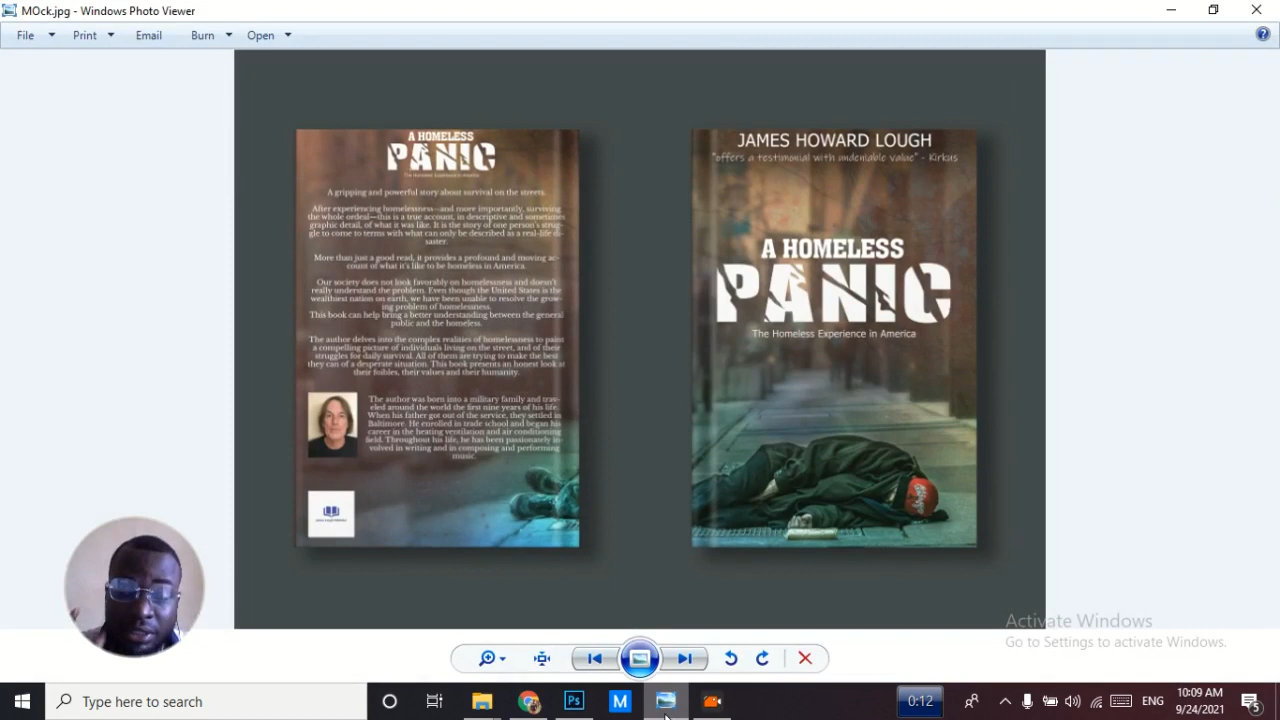 MOck.jpg - Windows Photo Viewer
File Print Email Burn Open
A HOMELESS
PANIC
The Homeless Experience in America
A gripping and powerful story about survival on the streets.
After experiencing homelessness—and more importantly, surviving
the whole ordeal—this is a true account, in descriptive and sometimes
graphic detail, of what it was like. It is the story of one person's strug-
gle to come to terms with what can only be described as a real-life di-
saster.
More than just a good read, it provides a profound and moving ac-
count of what it's like to be homeless in America.
Our society does not look favorably on homelessness and doesn't
really understand the problem. Even though the United States is the
wealthiest nation on earth, we have been unable to resolve the grow-
ing problem of homelessness.
This book can help bring a better understanding between the general
public and the homeless.
The author delves into the complex realities of homelessness to paint
a compelling picture of individuals living on the street, and of their
struggles for daily survival. All of them are trying to make the best
they can of a desperate situation. This book presents an honest look at
their foibles, their values and their humanity.
The author was born into a military family and trav-
eled around the world the first nine years of his life.
When his father got out of the service, they settled in
Baltimore. He enrolled in trade school and began his
career in the heating ventilation and air conditioning
field. Throughout his life, he has been passionately in-
volved in writing and in composing and performing
music.
JAMES HOWARD LOUGH
"offers a testimonial with undeniable value" - Kirkus
A HOMELESS
PANIC
The Homeless Experience in America
Activate Windows
Go to Settings to activate Windows.
Type here to search
Ps
M
0:12
ENG
10:09 AM
9/24/2021
5